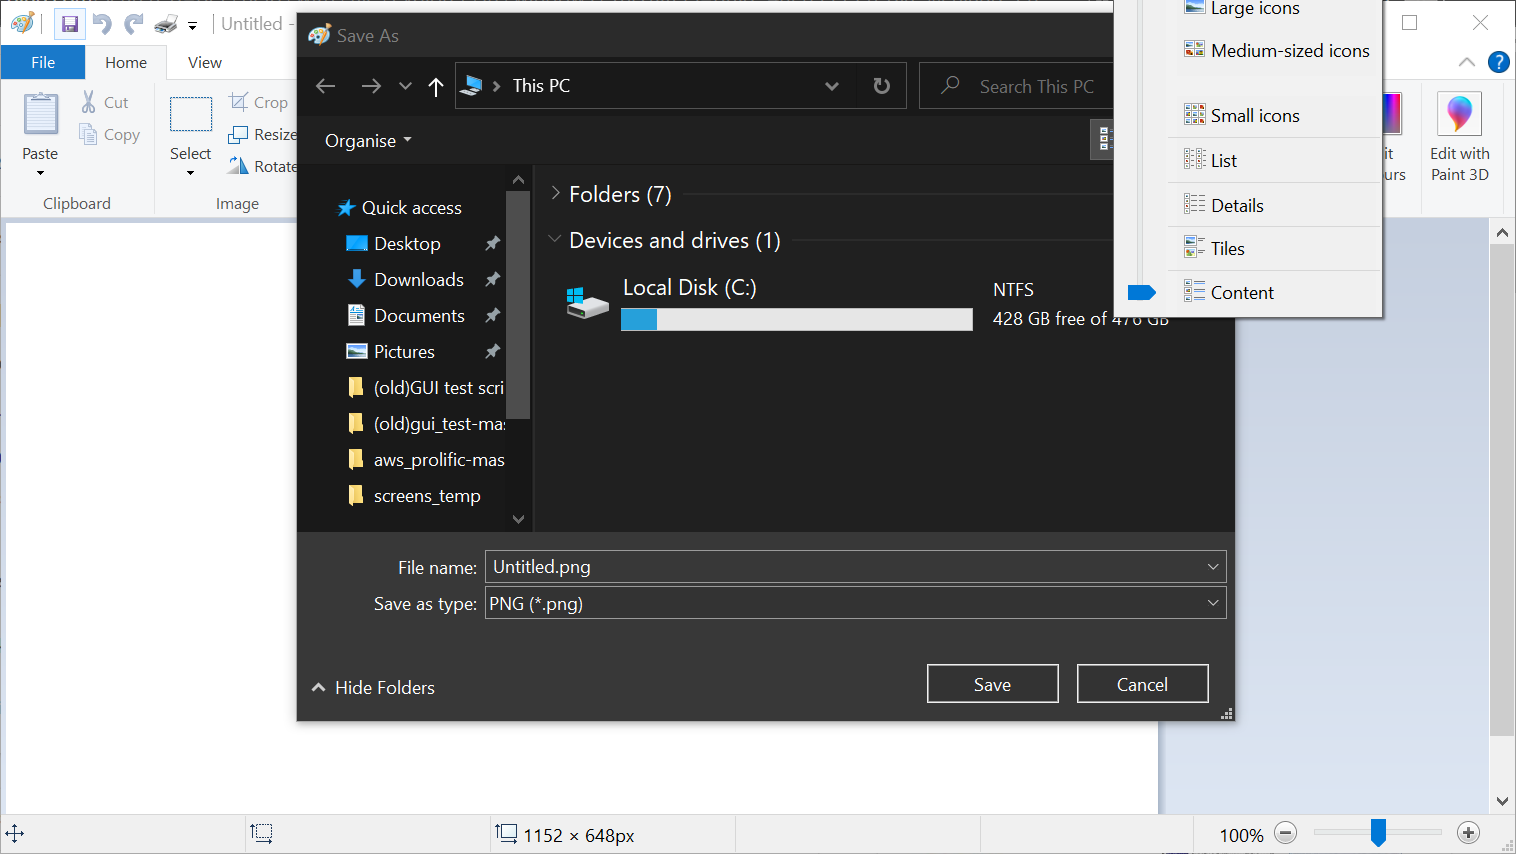 Untitled -
File
Home
View
Paste
Cut
Copy
Clipboard
Select
Crop
Resize
Rotate
Image
Edit with
Paint 3D
Save As
This PC
Search This PC
Organise
Quick access
Desktop
Downloads
Documents
Pictures
(old)GUI test scri
(old)gui_test-mas
aws_prolific-mas
screens_temp
Folders (7)
Devices and drives (1)
Local Disk (C:)
NTFS
428 GB free of 476 GB
Large icons
Medium-sized icons
Small icons
List
Details
Tiles
Content
File name:
Untitled.png
Save as type:
PNG (*.png)
Hide Folders
Save
Cancel
1152 × 648px
100%